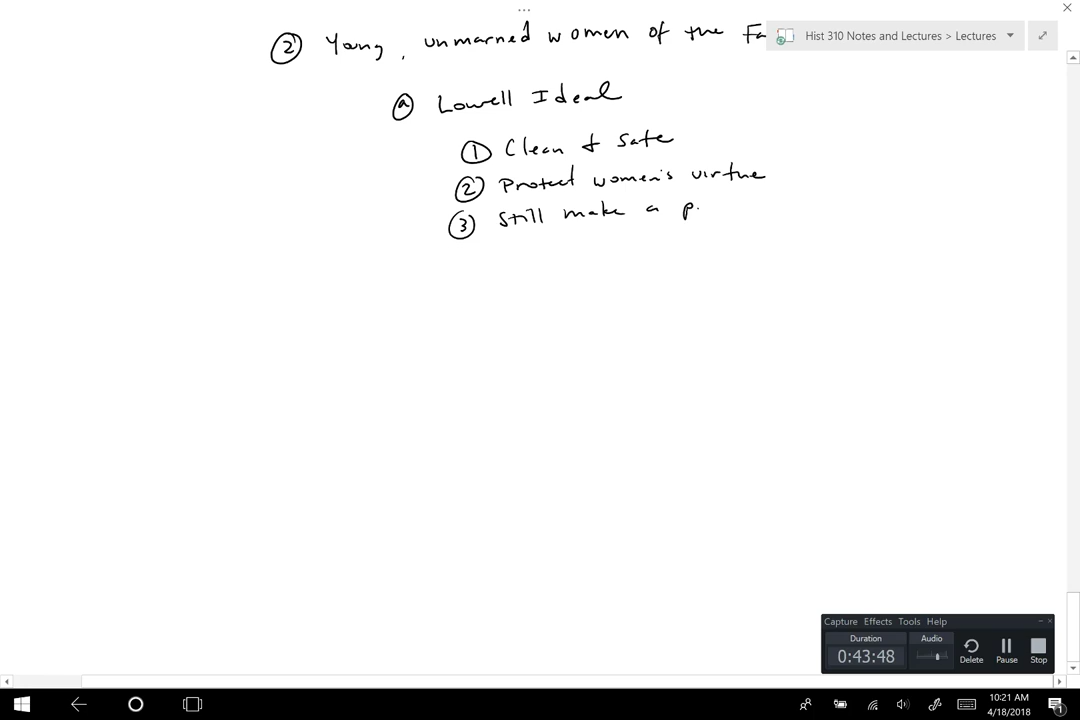 ② Young, unmarried women of the Fa
Hist 310 Notes and Lectures > Lectures
ⓐ Lowell Ideal
① Clean & Safe
② Protect women's virtue
③ Still make a p.
Capture Effects Tools Help
Duration Audio
0:43:48 Delete Pause Stop
10:21 AM
4/18/2018
1